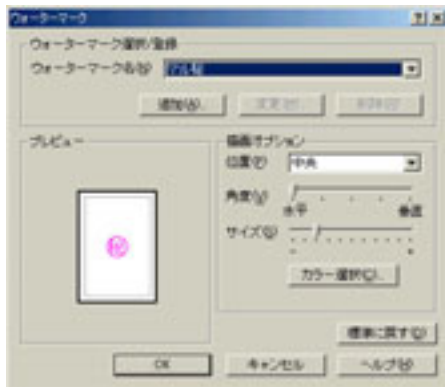 ウォーターマーク
ウォーターマーク選択/登録
ウォーターマーク名(N)
マル秘
追加(A)...
変更(E)
削除(D)
プレビュー
描画オプション
位置(P)
中央
角度(V)
水平
垂直
サイズ(S)
- +
カラー選択(C)...
標準に戻す(D)
OK
キャンセル
ヘルプ(H)